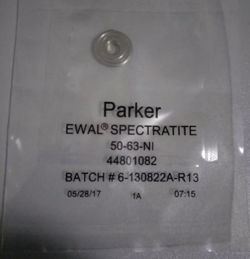 Parker
EWAL® SPECTRATITE
50-63-NI
44801082
BATCH # 6-130822A-R13
05/28/17 1A 07:15